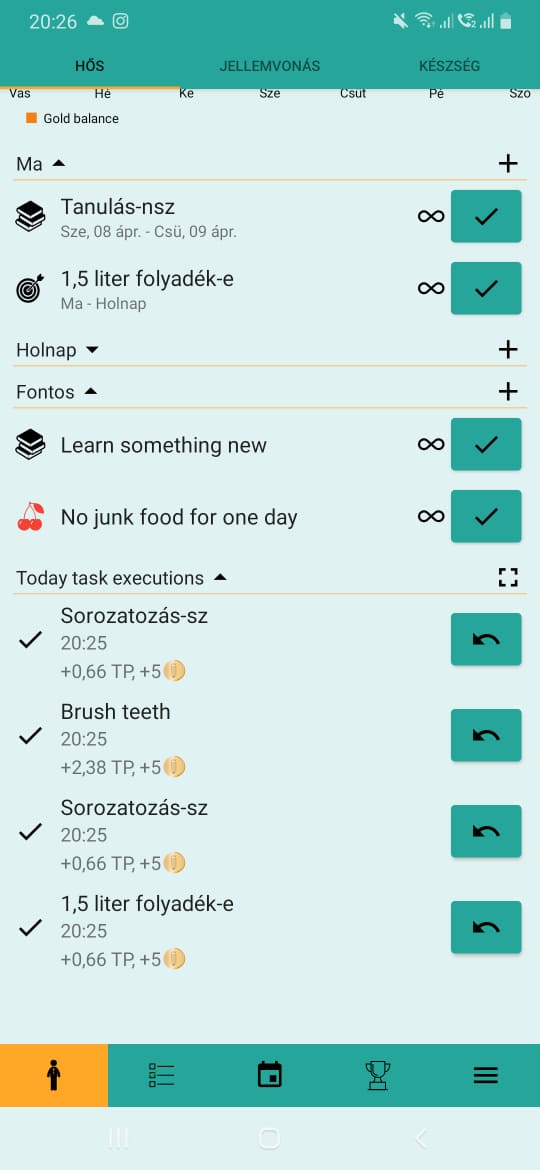 20:26
HŐS JELLEMVONÁS KÉSZSÉG
Vas Hé Ke Sze Csüt Pé Szo
Gold balance
Ma
Tanulás-nsz
Sze, 08 ápr. - Csü, 09 ápr.
1,5 liter folyadék-e
Ma - Holnap
Holnap
Fontos
Learn something new
No junk food for one day
Today task executions
Sorozatozás-sz
20:25
+0,66 TP, +5
Brush teeth
20:25
+2,38 TP, +5
Sorozatozás-sz
20:25
+0,66 TP, +5
1,5 liter folyadék-e
20:25
+0,66 TP, +5